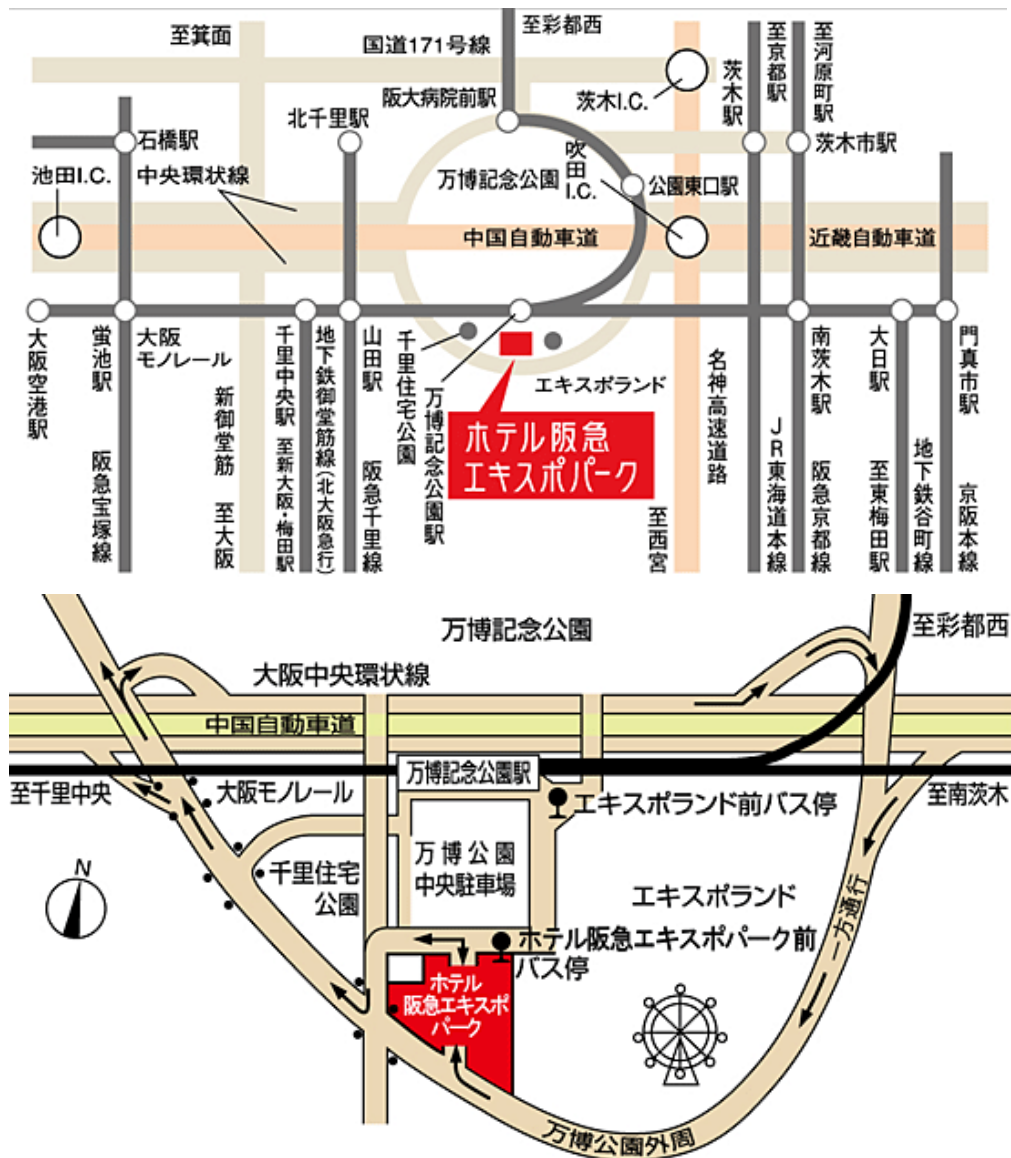 至箕面
国道171号線
至彩都西
茨木I.C.
茨木駅
至京都駅
至河原町駅
阪大病院前駅
北千里駅
石橋駅
茨木市駅
池田I.C.
中央環状線
万博記念公園
吹田I.C.
公園東口駅
中国自動車道
近畿自動車道
大阪空港駅
蛍池駅
大阪
モノレール
新御堂筋 至大阪
千里中央駅 至新大阪・梅田駅
地下鉄御堂筋線(北大阪急行)
山田駅
千里住宅公園
万博記念公園駅
エキスポランド
ホテル阪急
エキスポパーク
名神高速道路
至西宮
JR東海道本線
南茨木駅
阪急京都線
大日駅
至東梅田駅
地下鉄谷町線
門真市駅
京阪本線
阪急宝塚線
阪急千里線
万博記念公園
至彩都西
大阪中央環状線
中国自動車道
万博記念公園駅
至千里中央
大阪モノレール
エキスポランド前バス停
至南茨木
千里住宅
公園
万博公園
中央駐車場
エキスポランド
一方通行
N
ホテル阪急エキスポパーク前
バス停
ホテル
阪急エキスポ
パーク
万博公園外周